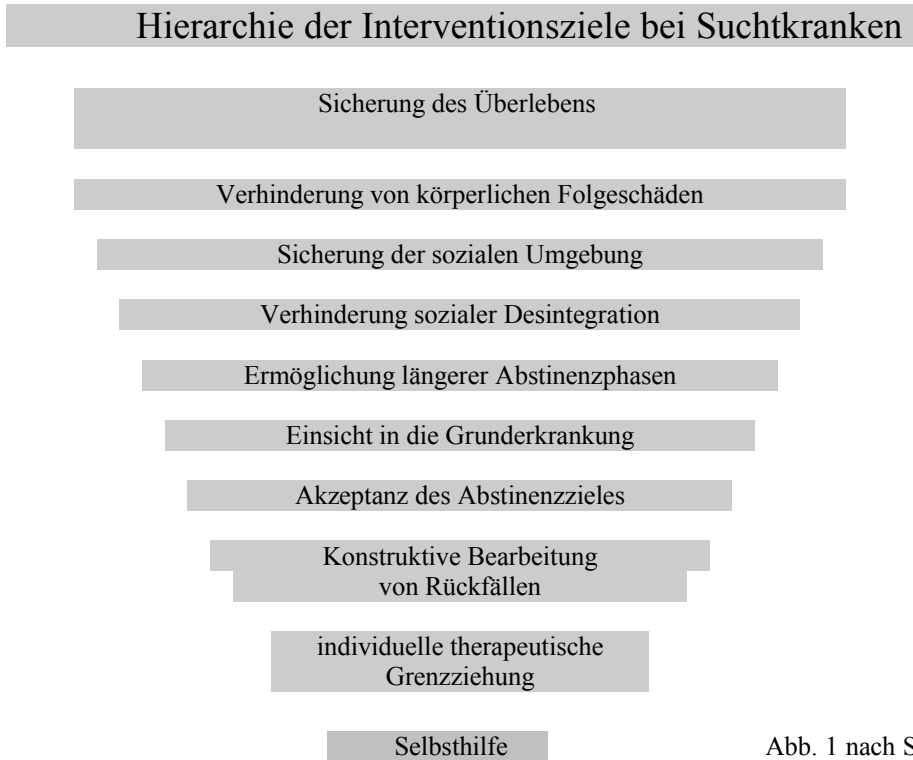 Hierarchie der Interventionsziele bei Suchtkranken
Sicherung des Überlebens
Verhinderung von körperlichen Folgeschäden
Sicherung der sozialen Umgebung
Verhinderung sozialer Desintegration
Ermöglichung längerer Abstinenzphasen
Einsicht in die Grunderkrankung
Akzeptanz des Abstinenzzieles
Konstruktive Bearbeitung
von Rückfällen
individuelle therapeutische
Grenzziehung
Selbsthilfe
Abb. 1 nach